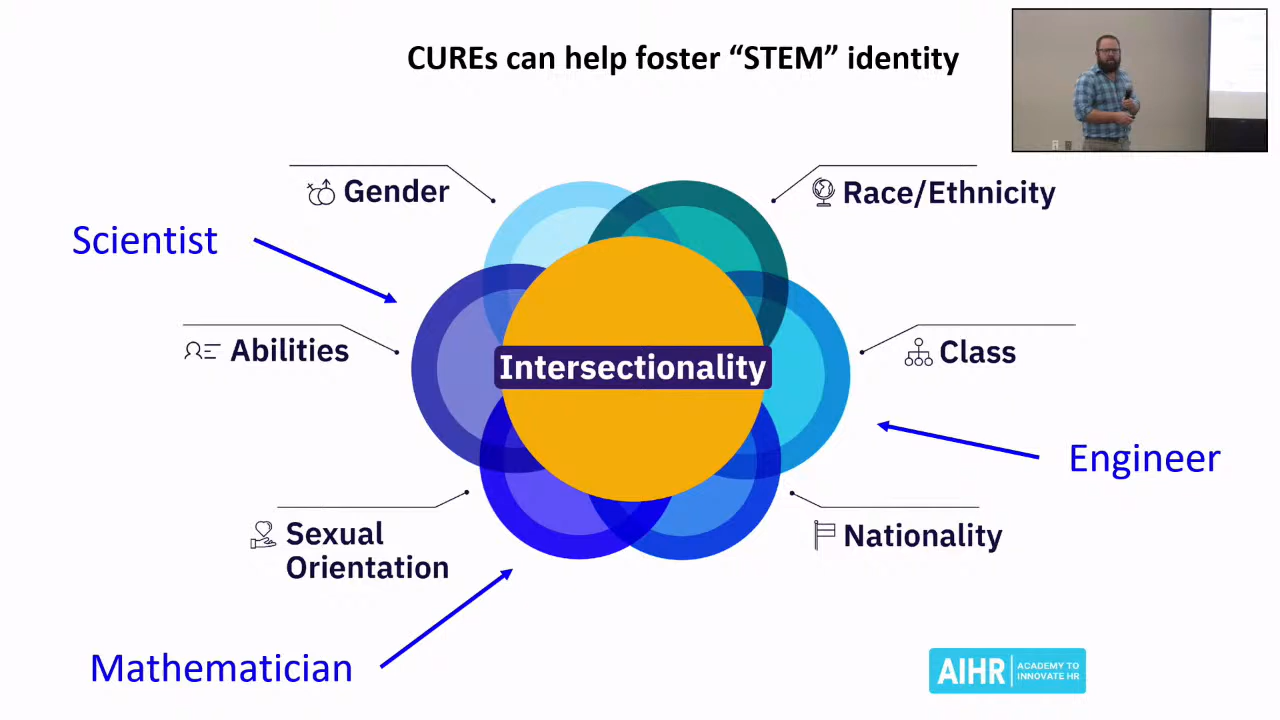 CUREs can help foster “STEM” identity
Gender
Race/Ethnicity
Scientist
Abilities
Intersectionality
Class
Engineer
Sexual
Orientation
Nationality
Mathematician
AIHR
ACADEMY TO
INNOVATE HR